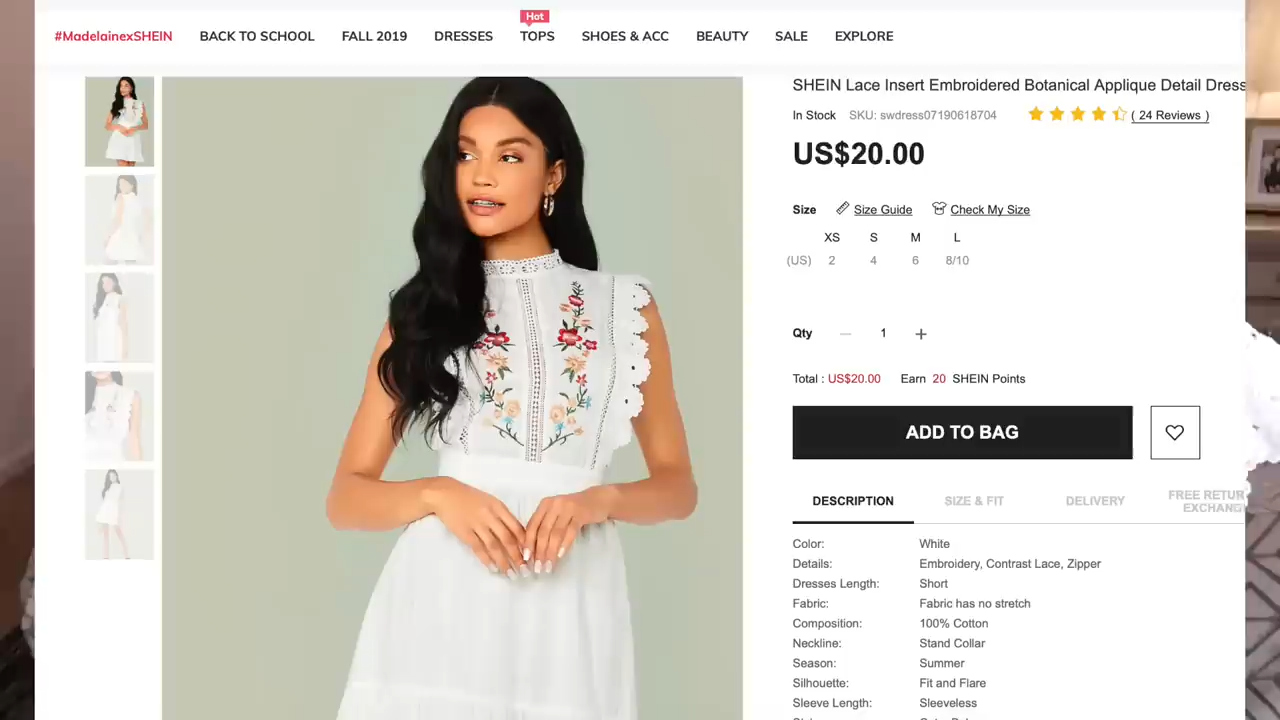 Hot
#MadelainexSHEIN BACK TO SCHOOL FALL 2019 DRESSES TOPS SHOES & ACC BEAUTY SALE EXPLORE
SHEIN Lace Insert Embroidered Botanical Applique Detail Dress
In Stock SKU: swdress07190618704 ( 24 Reviews )
US$20.00
Size Size Guide Check My Size
XS S M L
(US) 2 4 6 8/10
Qty — 1 +
Total : US$20.00 Earn 20 SHEIN Points
ADD TO BAG
DESCRIPTION SIZE & FIT DELIVERY FREE RETUR
EXCHANG
Color: White
Details: Embroidery, Contrast Lace, Zipper
Dresses Length: Short
Fabric: Fabric has no stretch
Composition: 100% Cotton
Neckline: Stand Collar
Season: Summer
Silhouette: Fit and Flare
Sleeve Length: Sleeveless